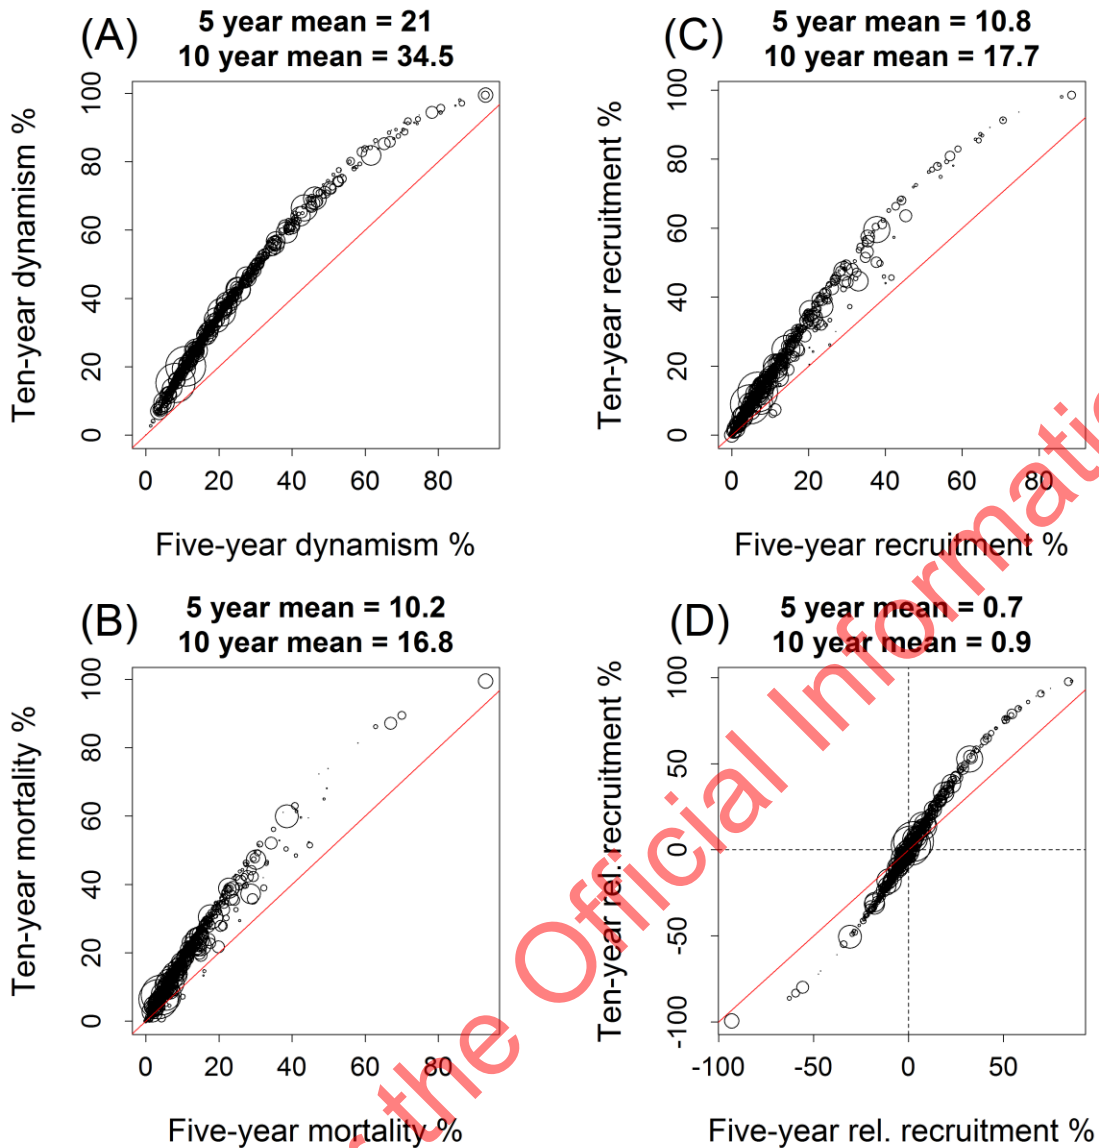 (A)
5 year mean = 21
10 year mean = 34.5
Ten-year dynamism %
0 20 40 60 80 100
0 20 40 60 80
Five-year dynamism %
(C)
5 year mean = 10.8
10 year mean = 17.7
Ten-year recruitment %
0 20 40 60 80 100
0 20 40 60 80
Five-year recruitment %
(B)
5 year mean = 10.2
10 year mean = 16.8
Ten-year mortality %
0 20 40 60 80 100
0 20 40 60 80
Five-year mortality %
(D)
5 year mean = 0.7
10 year mean = 0.9
Ten-year rel. recruitment %
-100 -50 0 50 100
-100 -50 0 50
Five-year rel. recruitment %
the Official